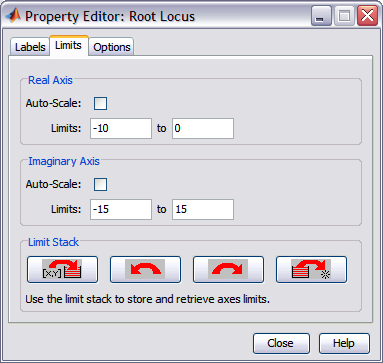 Property Editor: Root Locus
Labels Limits Options
Real Axis
Auto-Scale:
Limits: -10 to 0
Imaginary Axis
Auto-Scale:
Limits: -15 to 15
Limit Stack
[X,Y]
Use the limit stack to store and retrieve axes limits.
Close Help